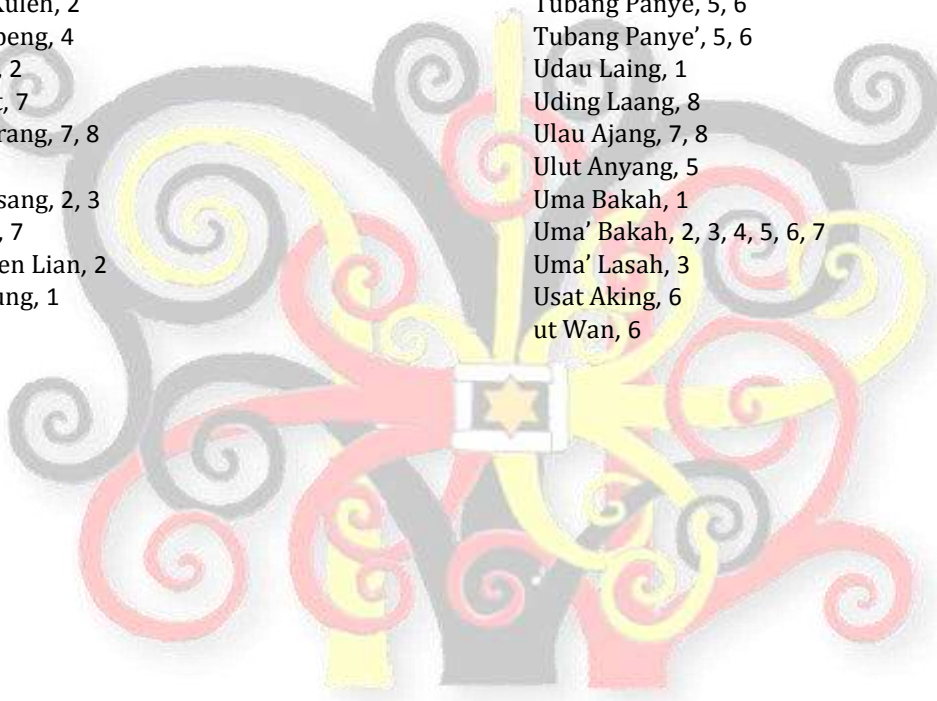 Kuleh, 2
peng, 4
, 2
t, 7
rang, 7, 8
sang, 2, 3
, 7
en Lian, 2
ung, 1
Tubang Panye, 5, 6
Tubang Panye’, 5, 6
Udau Laing, 1
Uding Laang, 8
Ulau Ajang, 7, 8
Ulut Anyang, 5
Uma Bakah, 1
Uma’ Bakah, 2, 3, 4, 5, 6, 7
Uma’ Lasah, 3
Usat Aking, 6
ut Wan, 6